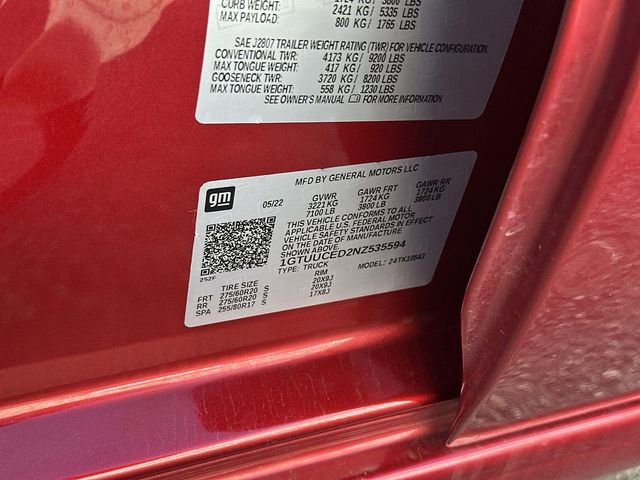 1724 KG / 3800 LBS
CURB WEIGHT: 2421 KG / 5335 LBS
MAX PAYLOAD: 800 KG / 1765 LBS
SAE J2807 TRAILER WEIGHT RATING (TWR) FOR VEHICLE CONFIGURATION.
CONVENTIONAL TWR: 4173 KG / 9200 LBS
MAX TONGUE WEIGHT: 417 KG / 920 LBS
GOOSENECK TWR: 3720 KG / 8200 LBS
MAX TONGUE WEIGHT: 558 KG / 1230 LBS
SEE OWNER'S MANUAL FOR MORE INFORMATION
gm
MFD BY GENERAL MOTORS LLC
05/22 GVWR GAWR FRT GAWR RR
3221 KG 1724 KG 1724 KG
7100 LB 3800 LB 3800 LB
THIS VEHICLE CONFORMS TO ALL
APPLICABLE U.S. FEDERAL MOTOR
VEHICLE SAFETY STANDARDS IN EFFECT
ON THE DATE OF MANUFACTURE
SHOWN ABOVE.
1GTUUCED2NZ535594
252F
TYPE: TRUCK MODEL: 24TK10543
TIRE SIZE RIM
FRT 275/60R20 S 20X9J
RR 275/60R20 S 20X9J
SPA 255/80R17 S 17X8J